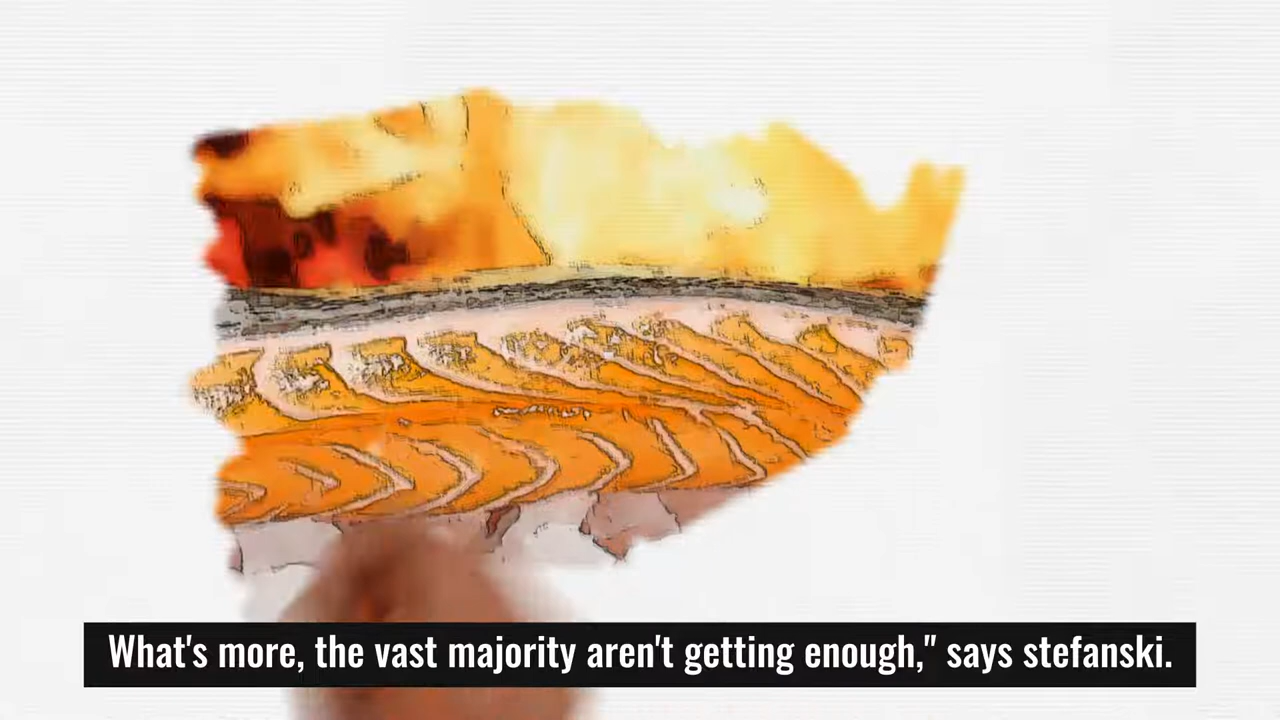 What's more, the vast majority aren't getting enough," says stefanski.